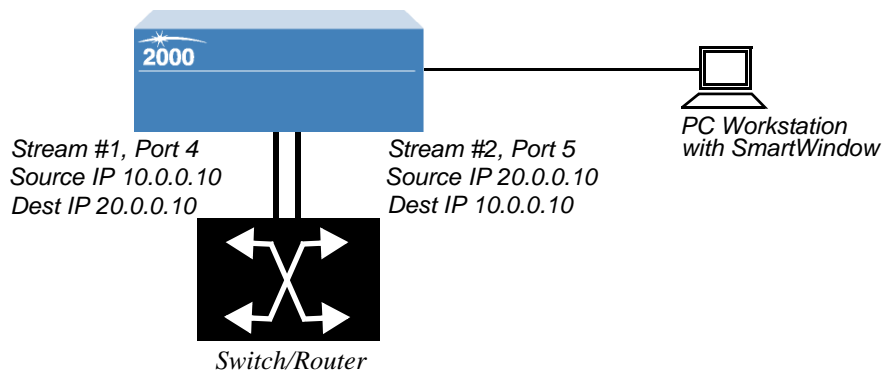 2000
PC Workstation
with SmartWindow
Stream #1, Port 4
Source IP 10.0.0.10
Dest IP 20.0.0.10
Stream #2, Port 5
Source IP 20.0.0.10
Dest IP 10.0.0.10
Switch/Router